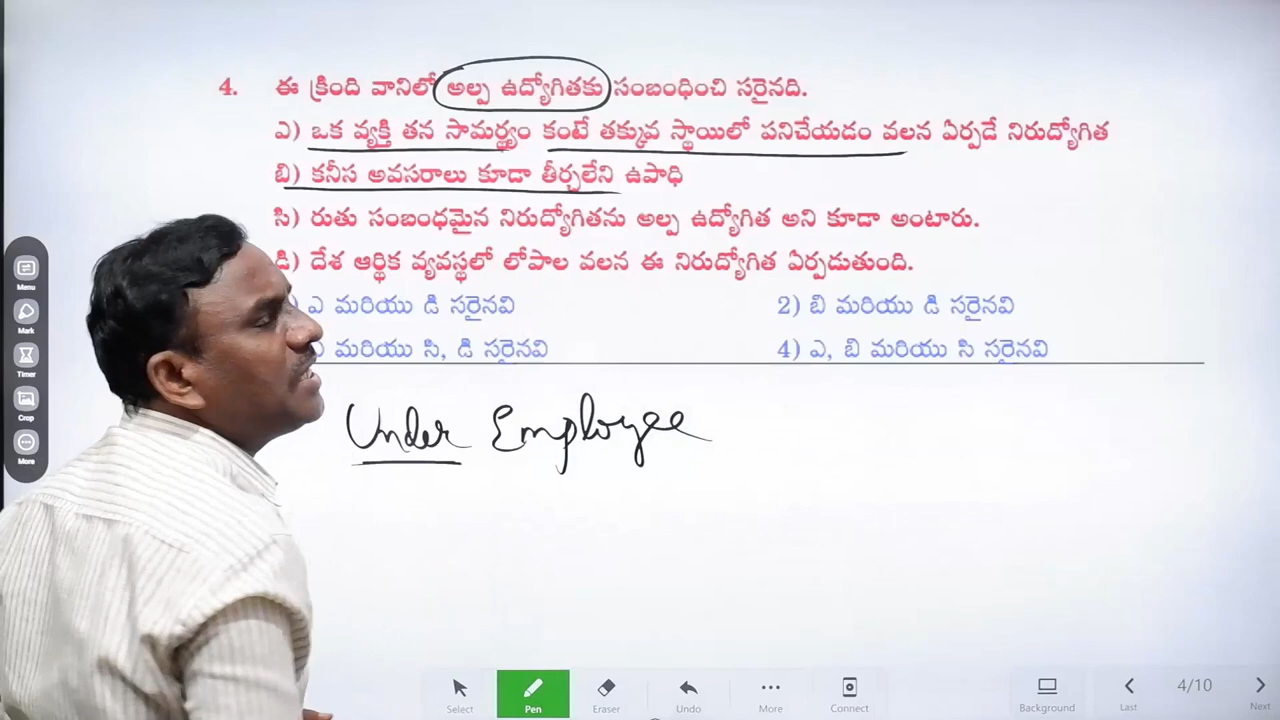 4. ఈ క్రింది వానిలో అల్ప ఉద్యోగితకు సంబంధించి సరైనది.
ఎ) ఒక వ్యక్తి తన సామర్థ్యం కంటే తక్కువ స్థాయిలో పనిచేయడం వలన ఏర్పడే నిరుద్యోగిత
బి) కనీస అవసరాలు కూడా తీర్చలేని ఉపాధి
సి) రుతు సంబంధమైన నిరుద్యోగితను అల్ప ఉద్యోగిత అని కూడా అంటారు.
డి) దేశ ఆర్థిక వ్యవస్థలో లోపాల వలన ఈ నిరుద్యోగిత ఏర్పడుతుంది.
) ఎ మరియు డి సరైనవి 2) బి మరియు డి సరైనవి
మరియు సి, డి సరైనవి 4) ఎ, బి మరియు సి సరైనవి
Under Employee
Menu
Mark
Timer
Crop
More
Select Pen Eraser Undo More Connect Background Last 4/10 Next